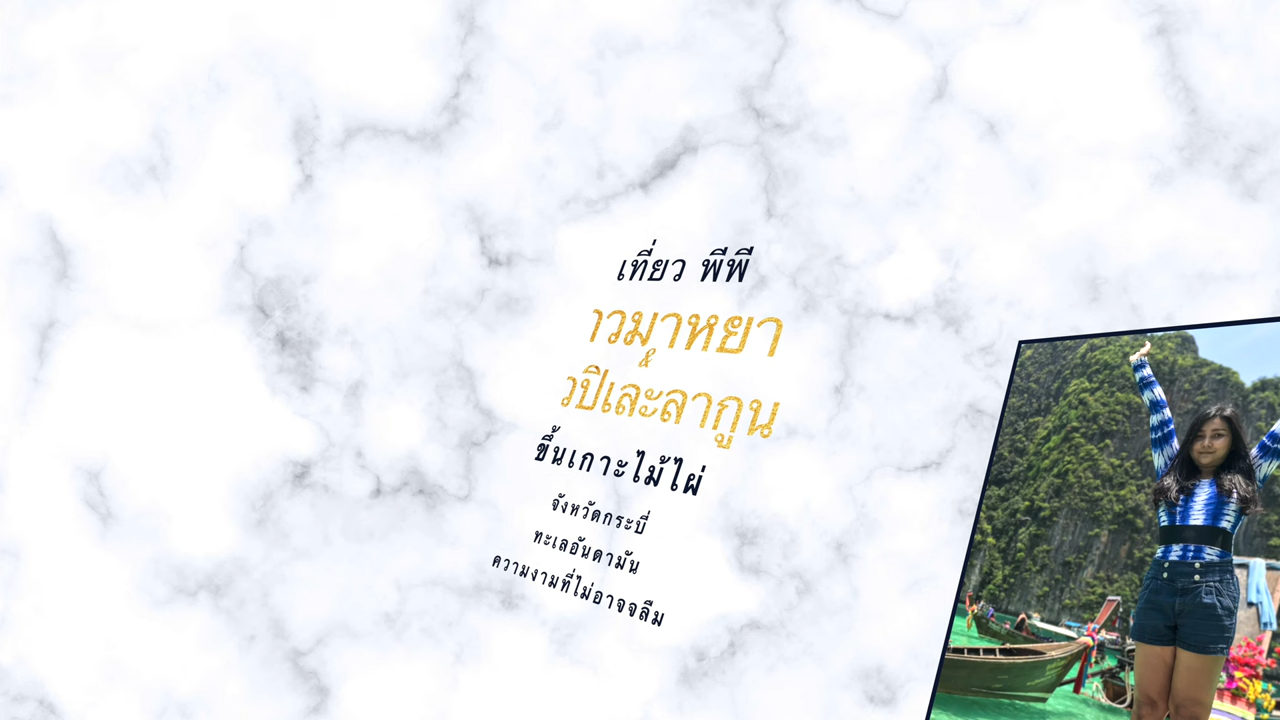 เที่ยว พีพี
าวมาหยา
&
วปิเละลากูน
ขึ้นเกาะไม้ไผ่
จังหวัดกระบี่
ทะเลอันดามัน
ความงามที่ไม่อาจจลืม